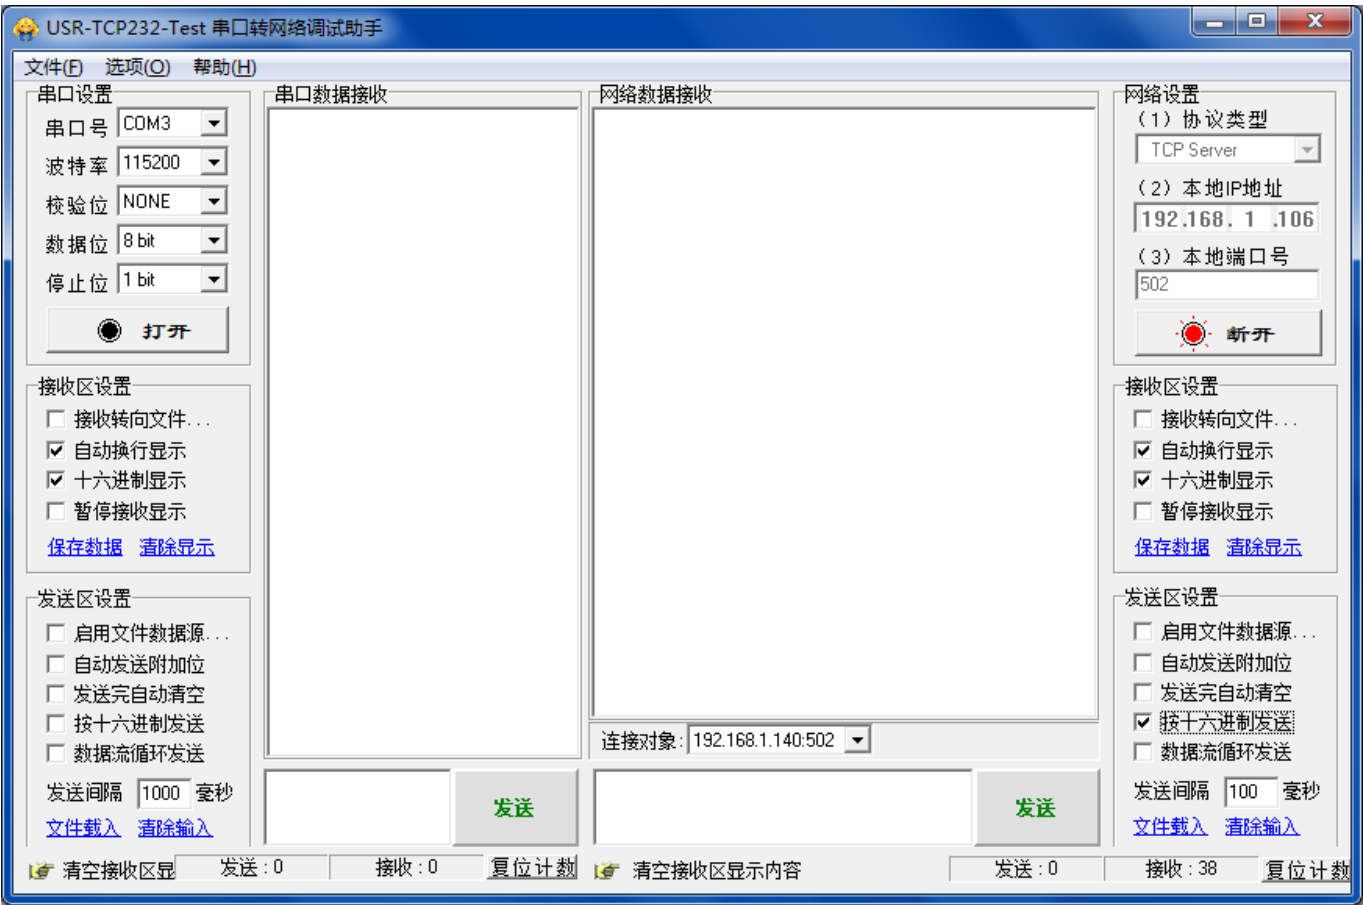 USR-TCP232-Test 串口转网络调试助手
文件(F) 选项(O) 帮助(H)
串口设置
串口号 COM3
波特率 115200
校验位 NONE
数据位 8 bit
停止位 1 bit
打开
接收区设置
接收转向文件...
自动换行显示
十六进制显示
暂停接收显示
保存数据 清除显示
发送区设置
启用文件数据源...
自动发送附加位
发送完自动清空
按十六进制发送
数据流循环发送
发送间隔 1000 毫秒
文件载入 清除输入
串口数据接收
发送
网络数据接收
连接对象: 192.168.1.140:502
发送
网络设置
(1) 协议类型
TCP Server
(2) 本地IP地址
192.168. 1 .106
(3) 本地端口号
502
断开
接收区设置
接收转向文件...
自动换行显示
十六进制显示
暂停接收显示
保存数据 清除显示
发送区设置
启用文件数据源...
自动发送附加位
发送完自动清空
按十六进制发送
数据流循环发送
发送间隔 100 毫秒
文件载入 清除输入
清空接收区显 发送 : 0 接收 : 0 复位计数 清空接收区显示内容 发送 : 0 接收 : 38 复位计数